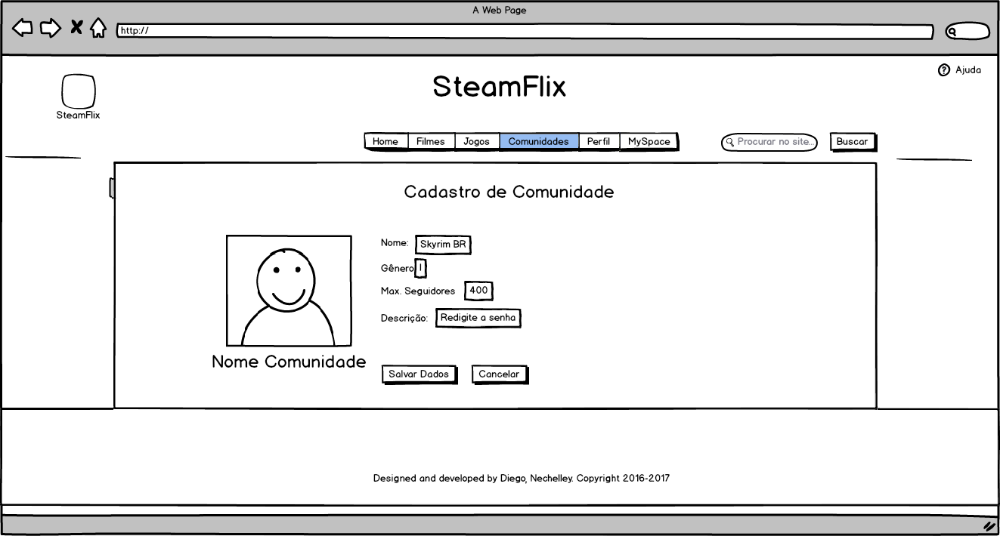 A Web Page
http://
Ajuda
SteamFlix
SteamFlix
Home Filmes Jogos Comunidades Perfil MySpace
Procurar no site... Buscar
Cadastro de Comunidade
Nome: Skyrim BR
Gênero I
Max. Seguidores 400
Descrição: Redigite a senha
Nome Comunidade
Salvar Dados Cancelar
Designed and developed by Diego, Nechelley. Copyright 2016-2017